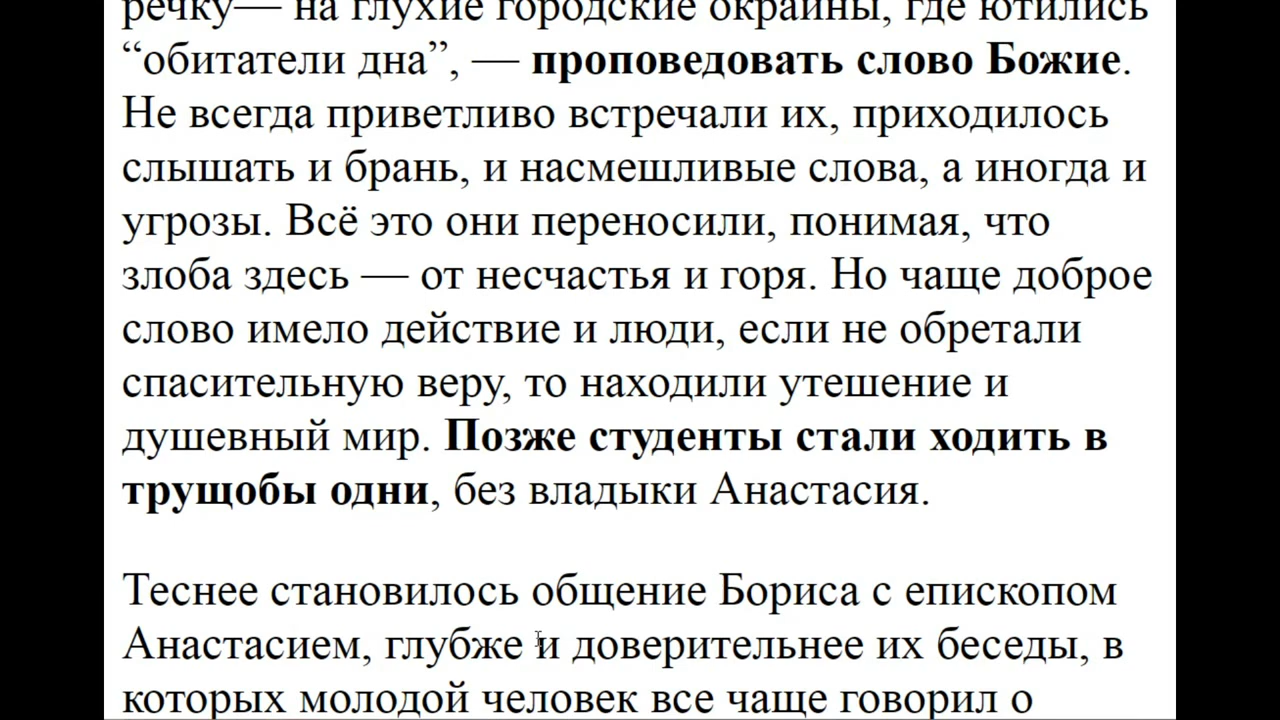 речку— на глухие городские окраины, где ютились
“обитатели дна”, — проповедовать слово Божие.
Не всегда приветливо встречали их, приходилось
слышать и брань, и насмешливые слова, а иногда и
угрозы. Всё это они переносили, понимая, что
злоба здесь — от несчастья и горя. Но чаще доброе
слово имело действие и люди, если не обретали
спасительную веру, то находили утешение и
душевный мир. Позже студенты стали ходить в
трущобы одни, без владыки Анастасия.
Теснее становилось общение Бориса с епископом
Анастасием, глубже и доверительнее их беседы, в
которых молодой человек все чаще говорил о